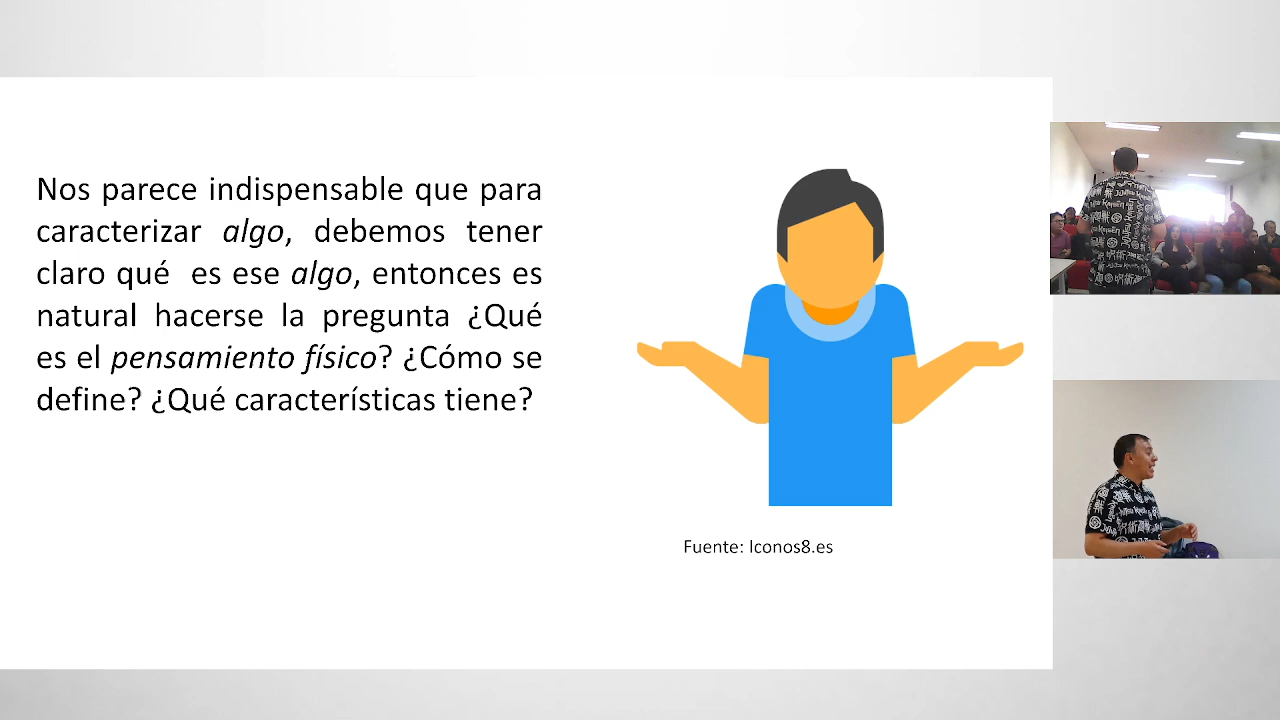 Nos parece indispensable que para
caracterizar algo, debemos tener
claro qué es ese algo, entonces es
natural hacerse la pregunta ¿Qué
es el pensamiento físico? ¿Cómo se
define? ¿Qué características tiene?
Fuente: Iconos8.es